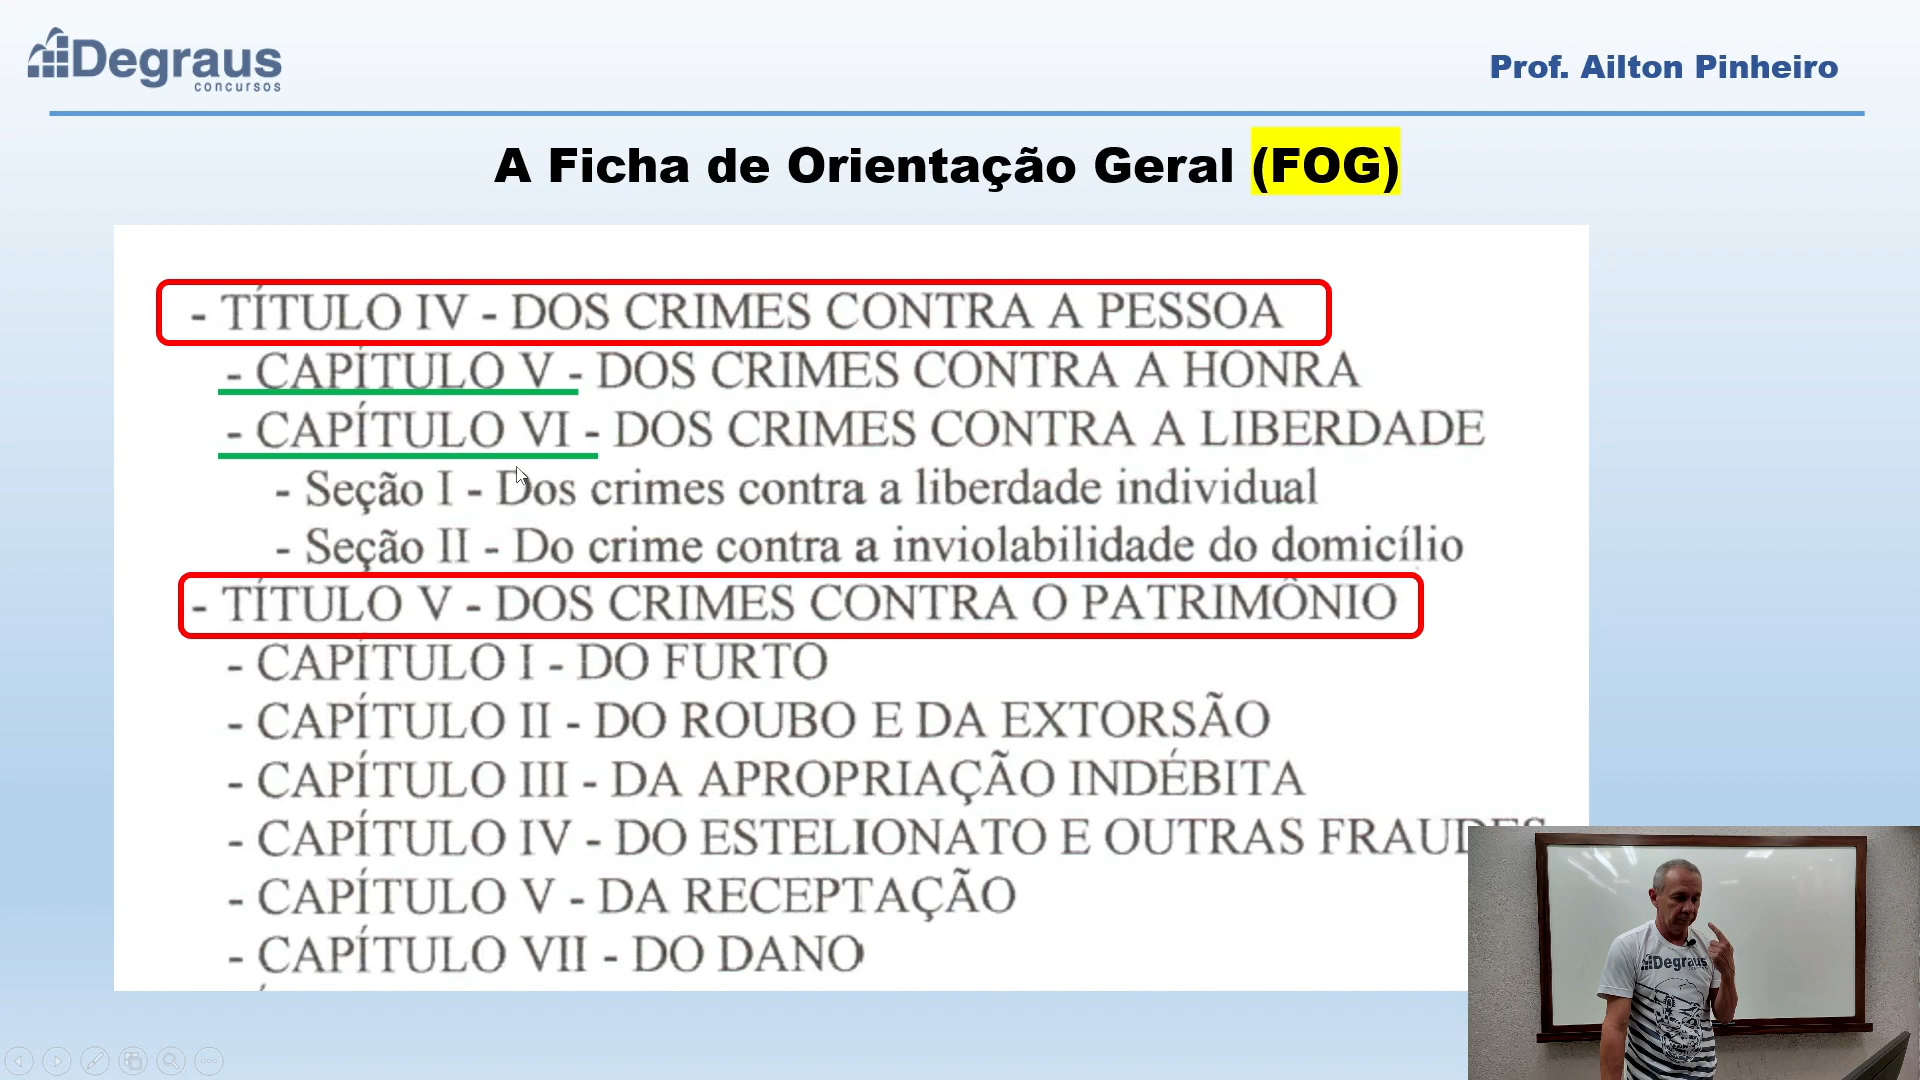 Degraus
concursos
Prof. Ailton Pinheiro
A Ficha de Orientação Geral (FOG)
- TÍTULO IV - DOS CRIMES CONTRA A PESSOA
- CAPÍTULO V - DOS CRIMES CONTRA A HONRA
- CAPÍTULO VI - DOS CRIMES CONTRA A LIBERDADE
- Seção I - Dos crimes contra a liberdade individual
- Seção II - Do crime contra a inviolabilidade do domicílio
- TÍTULO V - DOS CRIMES CONTRA O PATRIMÔNIO
- CAPÍTULO I - DO FURTO
- CAPÍTULO II - DO ROUBO E DA EXTORSÃO
- CAPÍTULO III - DA APROPRIAÇÃO INDÉBITA
- CAPÍTULO IV - DO ESTELIONATO E OUTRAS FRAUDES
- CAPÍTULO V - DA RECEPTAÇÃO
- CAPÍTULO VII - DO DANO
Degraus